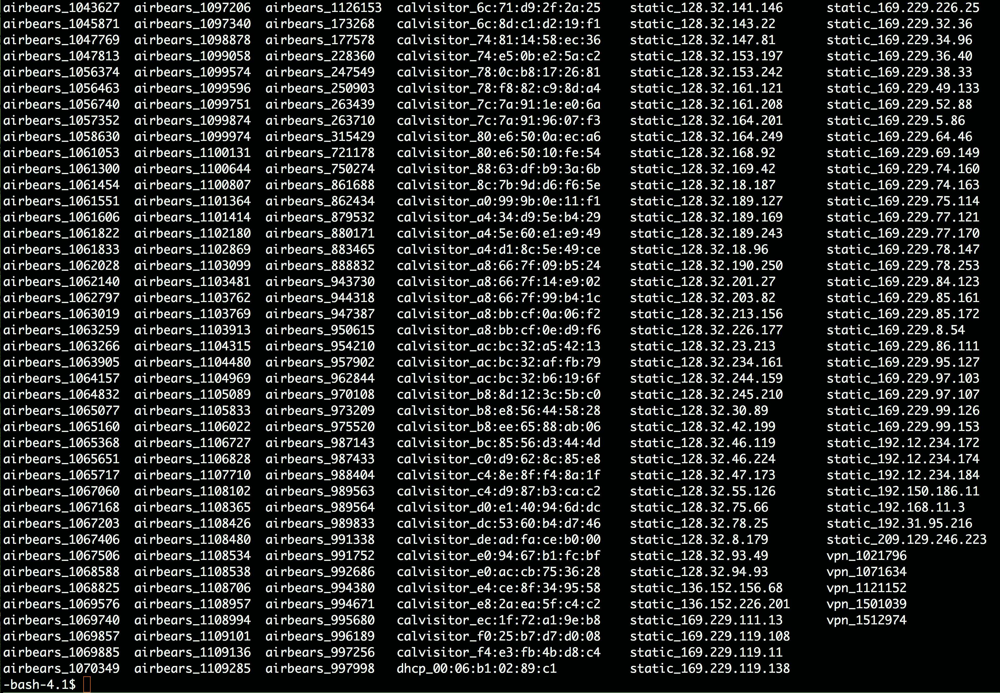 airbears_1043627 airbears_1097206 airbears_1126153 calvisitor_6c:71:d9:2f:2a:25 static_128.32.141.146 static_169.229.226.25
airbears_1045871 airbears_1097340 airbears_173268 calvisitor_6c:8d:c1:d2:19:f1 static_128.32.143.22 static_169.229.32.36
airbears_1047769 airbears_1098878 airbears_177578 calvisitor_74:81:14:58:ec:36 static_128.32.147.81 static_169.229.34.96
airbears_1047813 airbears_1099058 airbears_228360 calvisitor_74:e5:0b:e2:5a:c2 static_128.32.153.197 static_169.229.36.40
airbears_1056374 airbears_1099574 airbears_247549 calvisitor_78:0c:b8:17:26:81 static_128.32.153.242 static_169.229.38.33
airbears_1056463 airbears_1099596 airbears_250903 calvisitor_78:f8:82:c9:8d:a4 static_128.32.161.121 static_169.229.49.133
airbears_1056740 airbears_1099751 airbears_263439 calvisitor_7c:7a:91:1e:e0:6a static_128.32.161.208 static_169.229.52.88
airbears_1057352 airbears_1099874 airbears_263710 calvisitor_7c:7a:91:96:07:f3 static_128.32.164.201 static_169.229.5.86
airbears_1058630 airbears_1099974 airbears_315429 calvisitor_80:e6:50:0a:ec:a6 static_128.32.164.249 static_169.229.64.46
airbears_1061053 airbears_1100131 airbears_721178 calvisitor_80:e6:50:10:fe:54 static_128.32.168.92 static_169.229.69.149
airbears_1061300 airbears_1100644 airbears_750274 calvisitor_88:63:df:b9:3a:6b static_128.32.169.42 static_169.229.74.160
airbears_1061454 airbears_1100807 airbears_861688 calvisitor_8c:7b:9d:d6:f6:5e static_128.32.18.187 static_169.229.74.163
airbears_1061551 airbears_1101364 airbears_862434 calvisitor_a0:99:9b:0e:11:f1 static_128.32.189.127 static_169.229.75.114
airbears_1061606 airbears_1101414 airbears_879532 calvisitor_a4:34:d9:5e:b4:29 static_128.32.189.169 static_169.229.77.121
airbears_1061822 airbears_1102180 airbears_880171 calvisitor_a4:5e:60:e1:e9:49 static_128.32.189.243 static_169.229.77.170
airbears_1061833 airbears_1102869 airbears_883465 calvisitor_a4:d1:8c:5e:49:ce static_128.32.18.96 static_169.229.78.147
airbears_1062028 airbears_1103099 airbears_888832 calvisitor_a8:66:7f:09:b5:24 static_128.32.190.250 static_169.229.78.253
airbears_1062140 airbears_1103481 airbears_943730 calvisitor_a8:66:7f:14:e9:02 static_128.32.201.27 static_169.229.84.123
airbears_1062797 airbears_1103762 airbears_944318 calvisitor_a8:66:7f:99:b4:1c static_128.32.203.82 static_169.229.85.161
airbears_1063019 airbears_1103769 airbears_947387 calvisitor_a8:bb:cf:0a:06:f2 static_128.32.213.156 static_169.229.85.172
airbears_1063259 airbears_1103913 airbears_950615 calvisitor_a8:bb:cf:0e:d9:f6 static_128.32.226.177 static_169.229.8.54
airbears_1063266 airbears_1104315 airbears_954210 calvisitor_ac:bc:32:a5:42:13 static_128.32.23.213 static_169.229.86.111
airbears_1063905 airbears_1104480 airbears_957902 calvisitor_ac:bc:32:af:fb:79 static_128.32.234.161 static_169.229.95.127
airbears_1064157 airbears_1104969 airbears_962844 calvisitor_ac:bc:32:b6:19:6f static_128.32.244.159 static_169.229.97.103
airbears_1064832 airbears_1105089 airbears_970108 calvisitor_b8:8d:12:3c:5b:c0 static_128.32.245.210 static_169.229.97.107
airbears_1065077 airbears_1105833 airbears_973209 calvisitor_b8:e8:56:44:58:28 static_128.32.30.89 static_169.229.99.126
airbears_1065160 airbears_1106022 airbears_975520 calvisitor_b8:ee:65:88:ab:06 static_128.32.42.199 static_169.229.99.153
airbears_1065368 airbears_1106727 airbears_987143 calvisitor_bc:85:56:d3:44:4d static_128.32.46.119 static_192.12.234.172
airbears_1065651 airbears_1106828 airbears_987433 calvisitor_c0:d9:62:8c:85:e8 static_128.32.46.224 static_192.12.234.174
airbears_1065717 airbears_1107710 airbears_988404 calvisitor_c4:8e:8f:f4:8a:1f static_128.32.47.173 static_192.12.234.184
airbears_1067060 airbears_1108102 airbears_989563 calvisitor_c4:d9:87:b3:ca:c2 static_128.32.55.126 static_192.150.186.11
airbears_1067168 airbears_1108365 airbears_989564 calvisitor_d0:e1:40:94:6d:dc static_128.32.75.66 static_192.168.11.3
airbears_1067203 airbears_1108426 airbears_989833 calvisitor_dc:53:60:b4:d7:46 static_128.32.78.25 static_192.31.95.216
airbears_1067406 airbears_1108480 airbears_991338 calvisitor_de:ad:fa:ce:b0:00 static_128.32.8.179 static_209.129.246.223
airbears_1067506 airbears_1108534 airbears_991752 calvisitor_e0:94:67:b1:fc:bf static_128.32.93.49 vpn_1021796
airbears_1068588 airbears_1108538 airbears_992686 calvisitor_e0:ac:cb:75:36:28 static_128.32.94.93 vpn_1071634
airbears_1068825 airbears_1108706 airbears_994380 calvisitor_e4:ce:8f:34:95:58 static_136.152.156.68 vpn_1121152
airbears_1069576 airbears_1108957 airbears_994671 calvisitor_e8:2a:ea:5f:c4:c2 static_136.152.226.201 vpn_1501039
airbears_1069740 airbears_1108994 airbears_995680 calvisitor_ec:1f:72:a1:9e:b8 static_169.229.111.13 vpn_1512974
airbears_1069857 airbears_1109101 airbears_996189 calvisitor_f0:25:b7:d7:d0:08 static_169.229.119.108
airbears_1069885 airbears_1109136 airbears_997256 calvisitor_f4:e3:fb:4b:d8:c4 static_169.229.119.11
airbears_1070349 airbears_1109285 airbears_997998 dhcp_00:06:b1:02:89:c1 static_169.229.119.138
-bash-4.1$